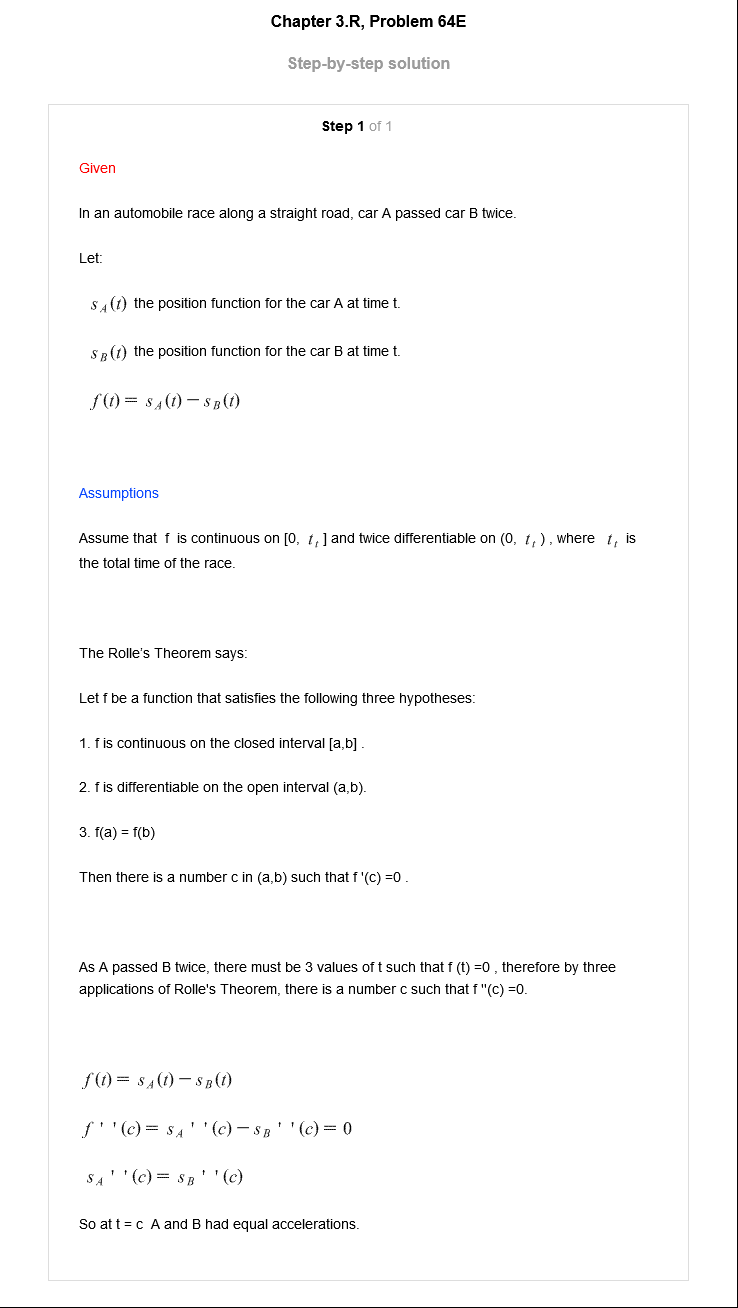 Chapter 3.R, Problem 64E
Step-by-step solution
Step 1 of 1
Given
In an automobile race along a straight road, car A passed car B twice.
Let:
s_A(t) the position function for the car A at time t.
s_B(t) the position function for the car B at time t.
f(t) = s_A(t) − s_B(t)
Assumptions
Assume that f is continuous on [0, t_t ] and twice differentiable on (0, t_t ) , where t_t is
the total time of the race.
The Rolle's Theorem says:
Let f be a function that satisfies the following three hypotheses:
1. f is continuous on the closed interval [a,b] .
2. f is differentiable on the open interval (a,b).
3. f(a) = f(b)
Then there is a number c in (a,b) such that f '(c) =0 .
As A passed B twice, there must be 3 values of t such that f (t) =0 , therefore by three
applications of Rolle's Theorem, there is a number c such that f "(c) =0.
f(t) = s_A(t) − s_B(t)
f ' '(c) = s_A ' '(c) − s_B ' '(c) = 0
s_A ' '(c) = s_B ' '(c)
So at t = c A and B had equal accelerations.